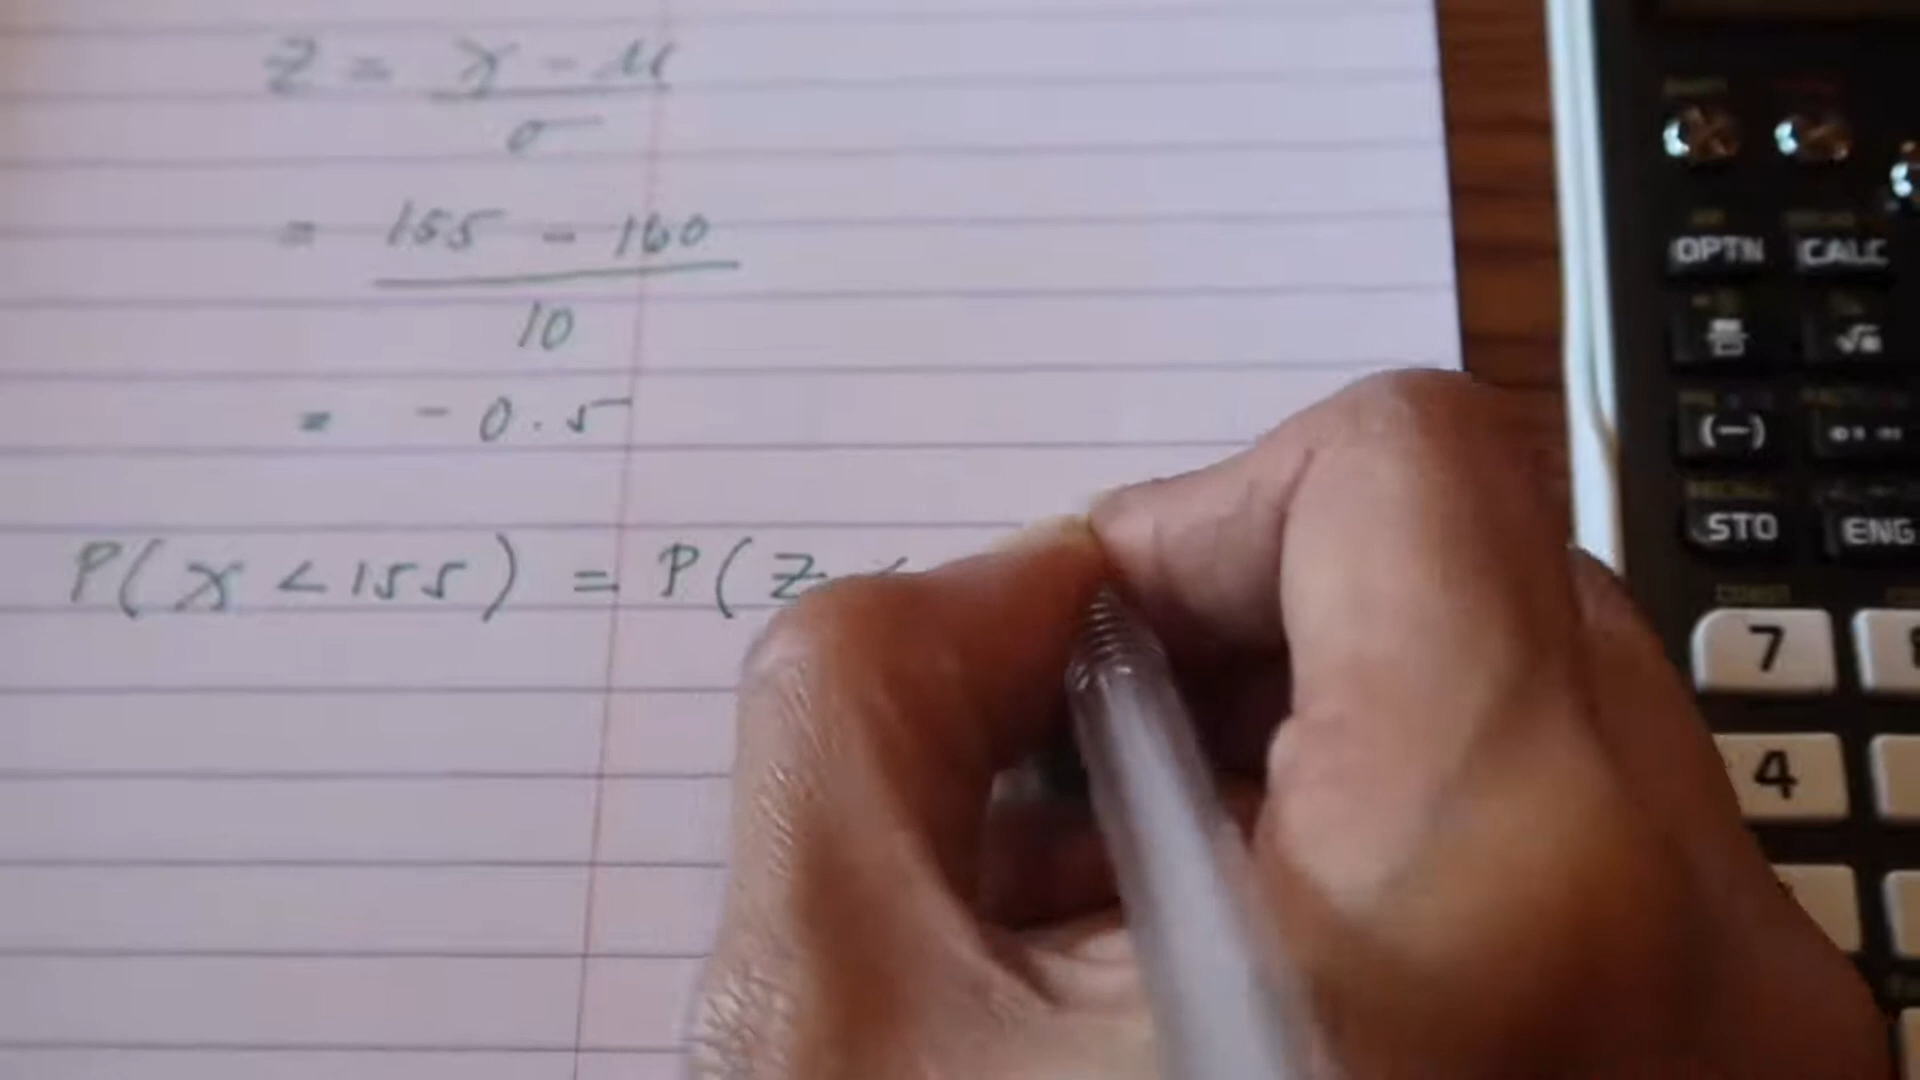 Z = x - μ
σ
= 155 - 160
10
= - 0.5
P(x < 155) = P(Z <
OPTN CALC
(−)
STO ENG
7
4